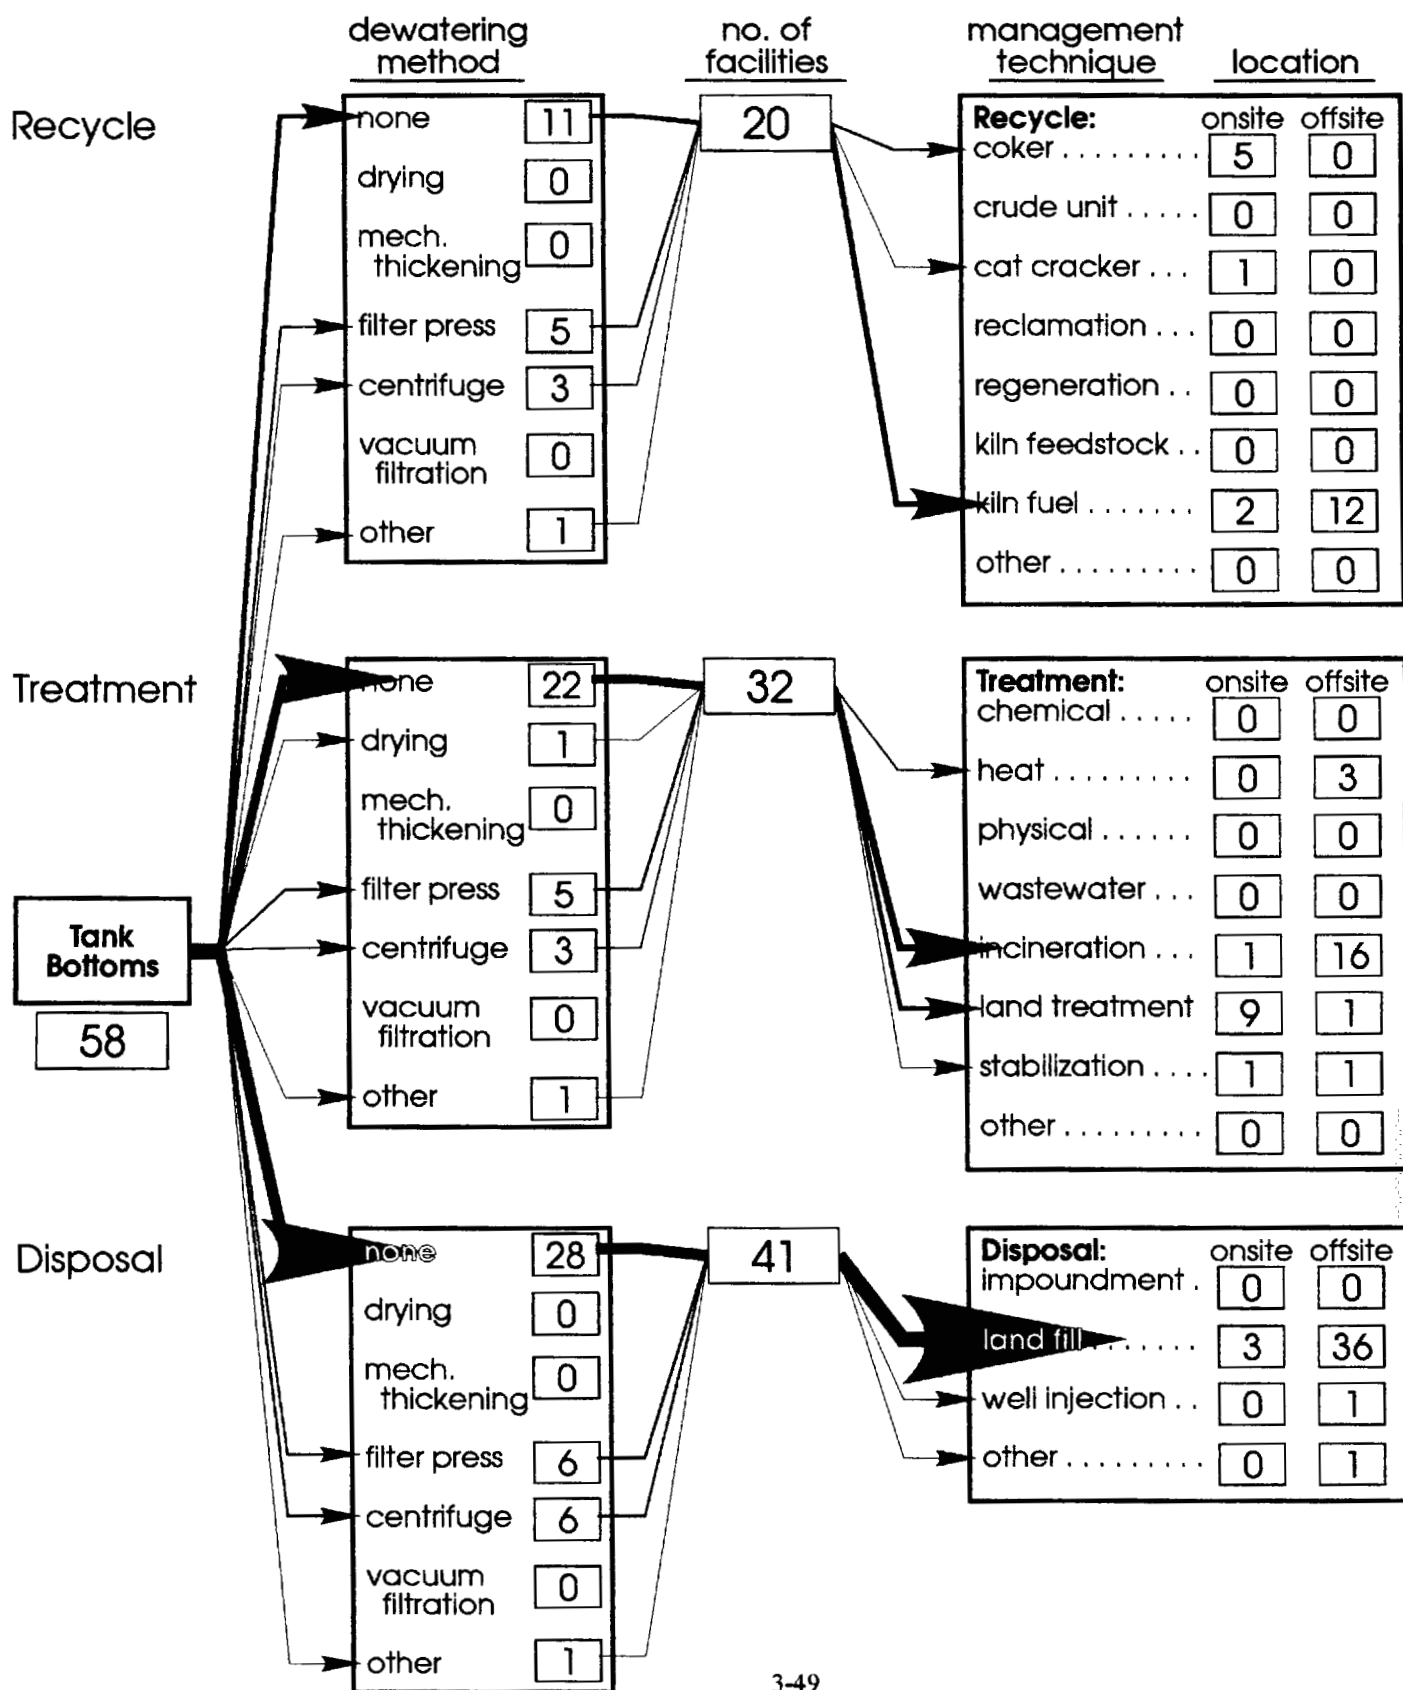 dewatering method
no. of facilities
management technique
location
Recycle
none 11
drying 0
mech. thickening 0
filter press 5
centrifuge 3
vacuum filtration 0
other 1
20
Recycle: onsite offsite
coker ......... 5 0
crude unit ..... 0 0
cat cracker ... 1 0
reclamation ... 0 0
regeneration .. 0 0
kiln feedstock .. 0 0
kiln fuel ....... 2 12
other ......... 0 0
Treatment
none 22
drying 1
mech. thickening 0
filter press 5
centrifuge 3
vacuum filtration 0
other 1
32
Treatment: onsite offsite
chemical ..... 0 0
heat ......... 0 3
physical ...... 0 0
wastewater ... 0 0
incineration ... 1 16
land treatment 9 1
stabilization .... 1 1
other ......... 0 0
Tank
Bottoms
58
Disposal
none 28
drying 0
mech. thickening 0
filter press 6
centrifuge 6
vacuum filtration 0
other 1
41
Disposal: onsite offsite
impoundment . 0 0
land fill ....... 3 36
well injection .. 0 1
other ......... 0 1
3-49